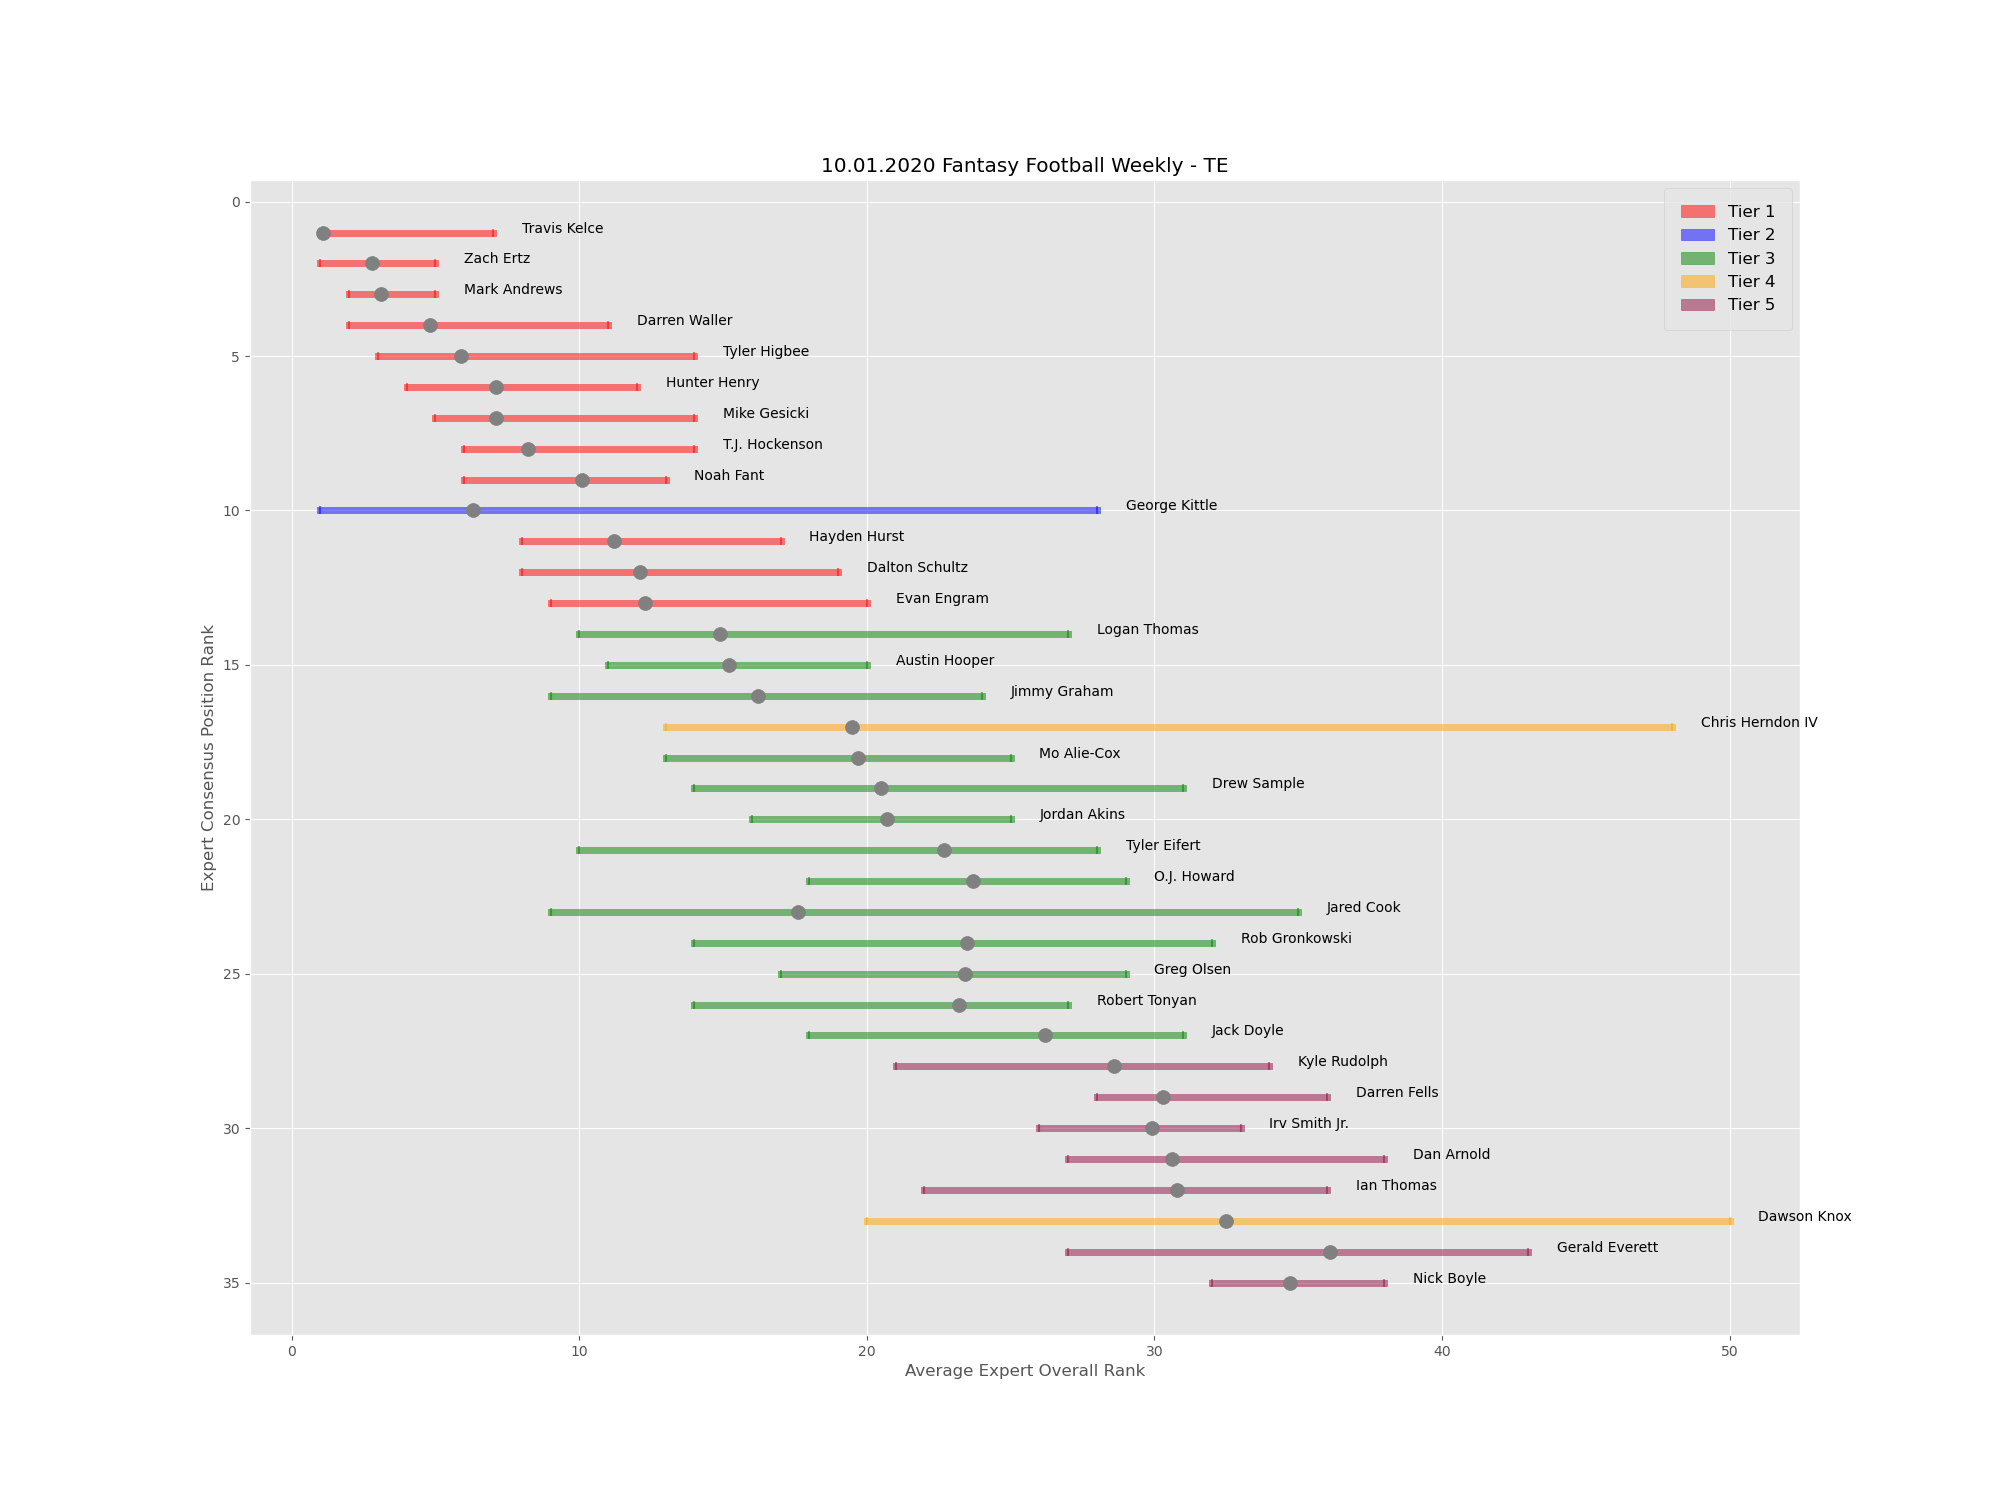 10.01.2020 Fantasy Football Weekly - TE
Tier 1
Tier 2
Tier 3
Tier 4
Tier 5
Expert Consensus Position Rank
0
5
10
15
20
25
30
35
Travis Kelce
Zach Ertz
Mark Andrews
Darren Waller
Tyler Higbee
Hunter Henry
Mike Gesicki
T.J. Hockenson
Noah Fant
George Kittle
Hayden Hurst
Dalton Schultz
Evan Engram
Logan Thomas
Austin Hooper
Jimmy Graham
Chris Herndon IV
Mo Alie-Cox
Drew Sample
Jordan Akins
Tyler Eifert
O.J. Howard
Jared Cook
Rob Gronkowski
Greg Olsen
Robert Tonyan
Jack Doyle
Kyle Rudolph
Darren Fells
Irv Smith Jr.
Dan Arnold
Ian Thomas
Dawson Knox
Gerald Everett
Nick Boyle
0 10 20 30 40 50
Average Expert Overall Rank